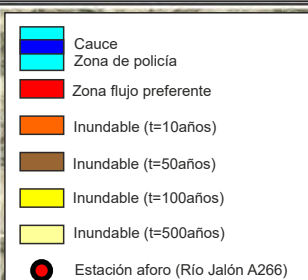 Cauce
Zona de policía
Zona flujo preferente
Inundable (t=10años)
Inundable (t=50años)
Inundable (t=100años)
Inundable (t=500años)
Estación aforo (Río Jalón A266)